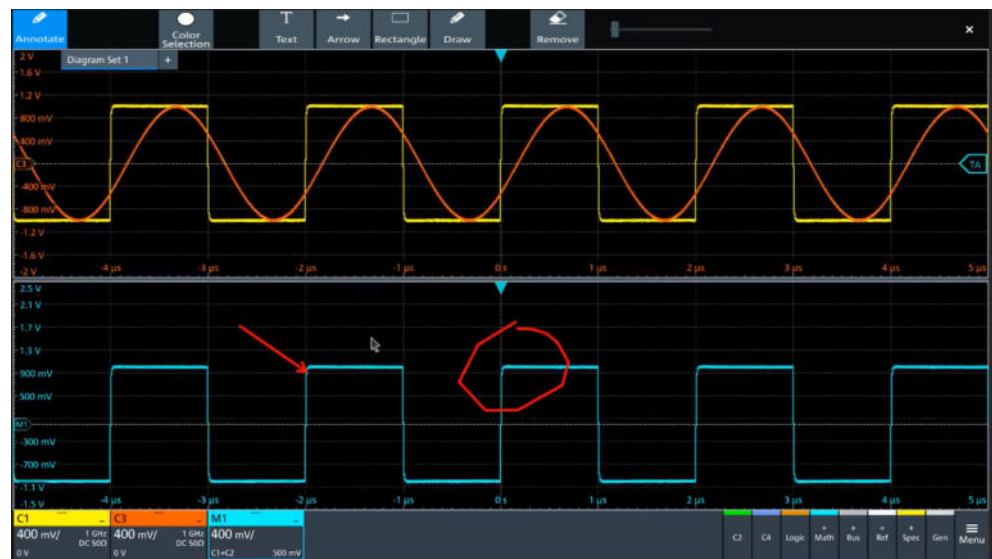 Annotate
Color
Selection
Text
Arrow
Rectangle
Draw
Remove
×
Diagram Set 1 +
2 V
1.6 V
1.2 V
800 mV
400 mV
C3
TA
-400 mV
-800 mV
-1.2 V
-1.6 V
-2 V
-4 µs -3 µs -2 µs -1 µs 0 s 1 µs 2 µs 3 µs 4 µs 5 µs
2.5 V
2.1 V
1.7 V
1.3 V
900 mV
500 mV
M1
-300 mV
-700 mV
-1.1 V
-1.5 V
-4 µs -3 µs -2 µs -1 µs 0 s 1 µs 2 µs 3 µs 4 µs 5 µs
C1 C3 M1
400 mV/ 1 GHz 400 mV/ 1 GHz 400 mV/
DC 50Ω DC 50Ω
0 V 0 V C1+C2 500 mV
C2 C4 Logic Math Bus Ref Spec Gen Menu